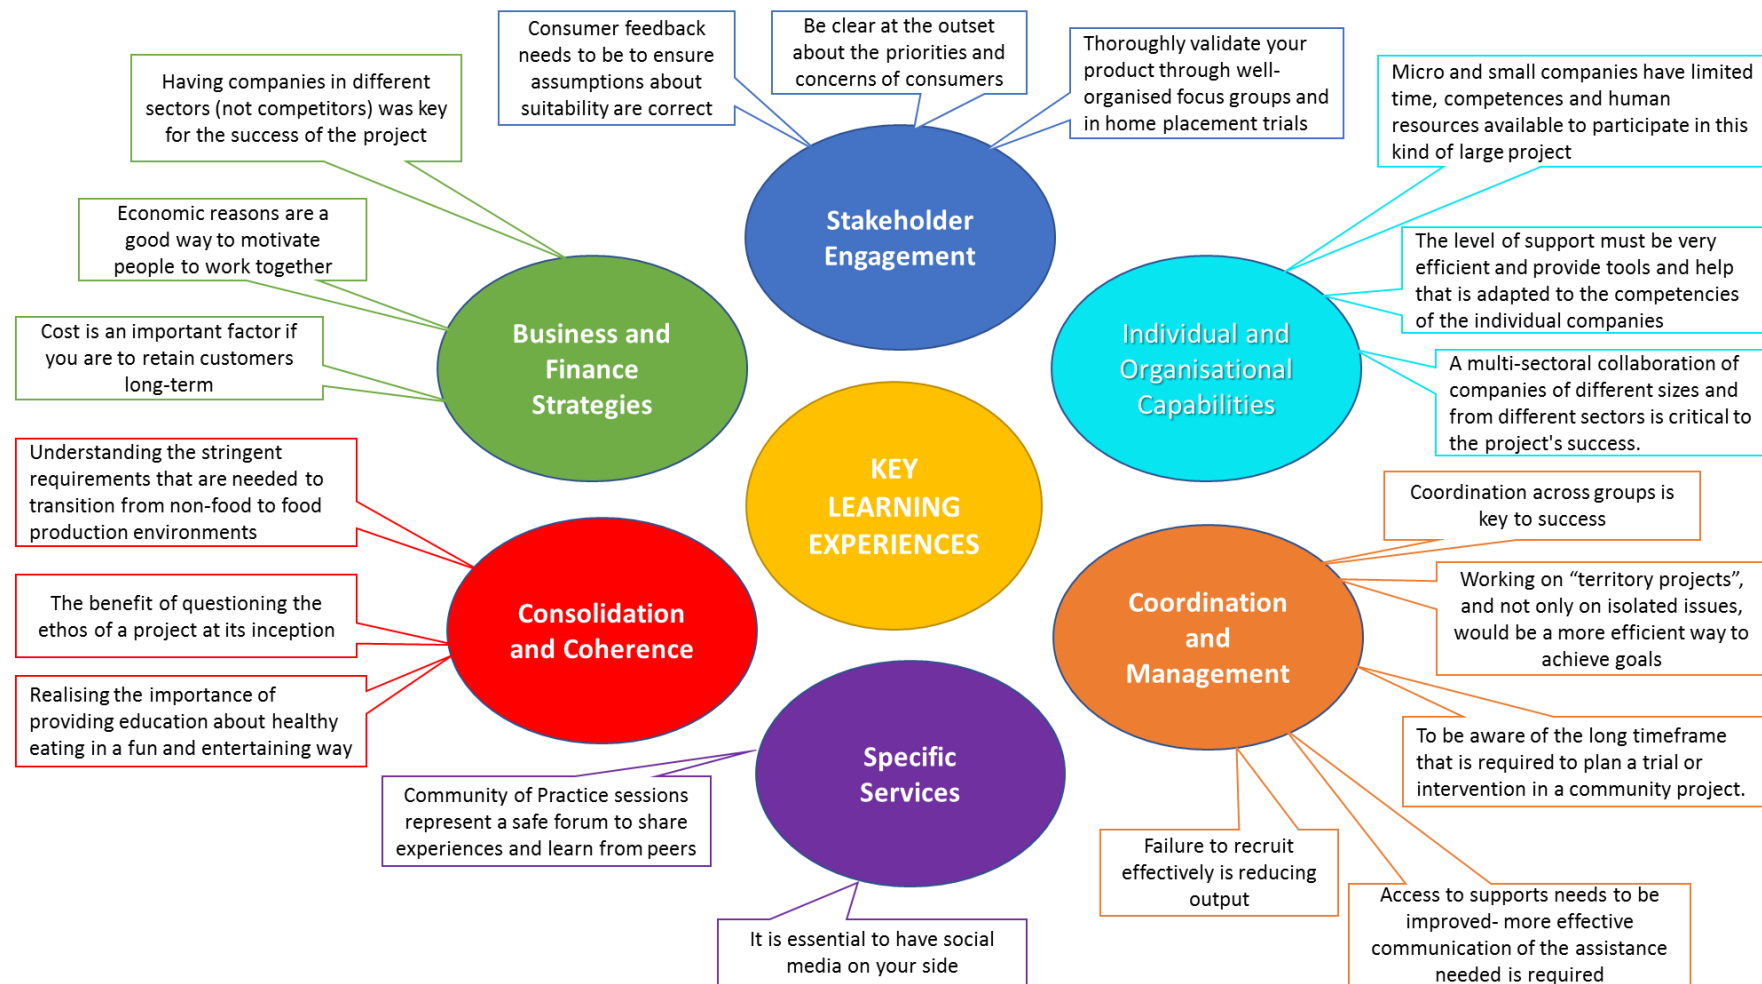 Consumer feedback
needs to be to ensure
assumptions about
suitability are correct
Be clear at the outset
about the priorities and
concerns of consumers
Thoroughly validate your
product through well-
organised focus groups and
in home placement trials
Having companies in different
sectors (not competitors) was key
for the success of the project
Economic reasons are a
good way to motivate
people to work together
Cost is an important factor if
you are to retain customers
long-term
Micro and small companies have limited
time, competences and human
resources available to participate in this
kind of large project
The level of support must be very
efficient and provide tools and help
that is adapted to the competencies
of the individual companies
A multi-sectoral collaboration of
companies of different sizes and
from different sectors is critical to
the project's success.
Stakeholder
Engagement
Business and
Finance
Strategies
Individual and
Organisational
Capabilities
KEY
LEARNING
EXPERIENCES
Understanding the stringent
requirements that are needed to
transition from non-food to food
production environments
The benefit of questioning the
ethos of a project at its inception
Realising the importance of
providing education about healthy
eating in a fun and entertaining way
Consolidation
and Coherence
Coordination
and
Management
Coordination across groups is
key to success
Working on “territory projects”,
and not only on isolated issues,
would be a more efficient way to
achieve goals
To be aware of the long timeframe
that is required to plan a trial or
intervention in a community project.
Specific
Services
Community of Practice sessions
represent a safe forum to share
experiences and learn from peers
It is essential to have social
media on your side
Failure to recruit
effectively is reducing
output
Access to supports needs to be
improved- more effective
communication of the assistance
needed is required